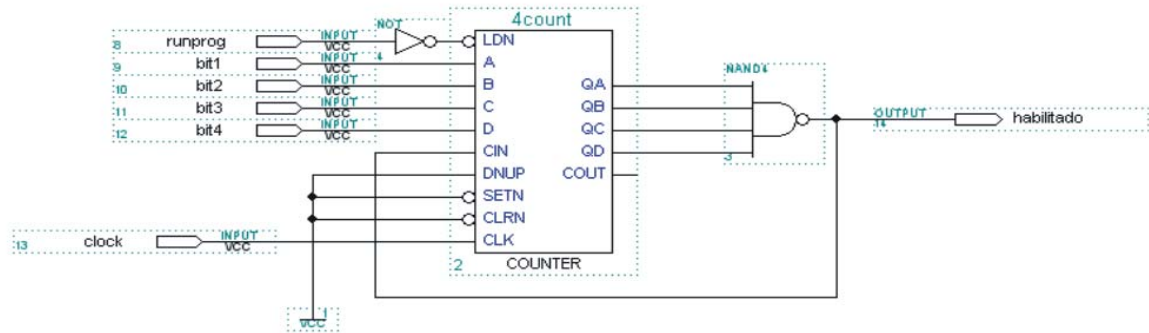 4count
NOT
8 runprog INPUT VCC
LDN
4
9 bit1 INPUT VCC
A
10 bit2 INPUT VCC
B QA
11 bit3 INPUT VCC
C QB
12 bit4 INPUT VCC
D QC
CIN QD
DNUP COUT
SETN
CLRN
CLK
13 clock INPUT VCC
2 COUNTER
NAND4
3
OUTPUT
14 habilitado
1
VCC